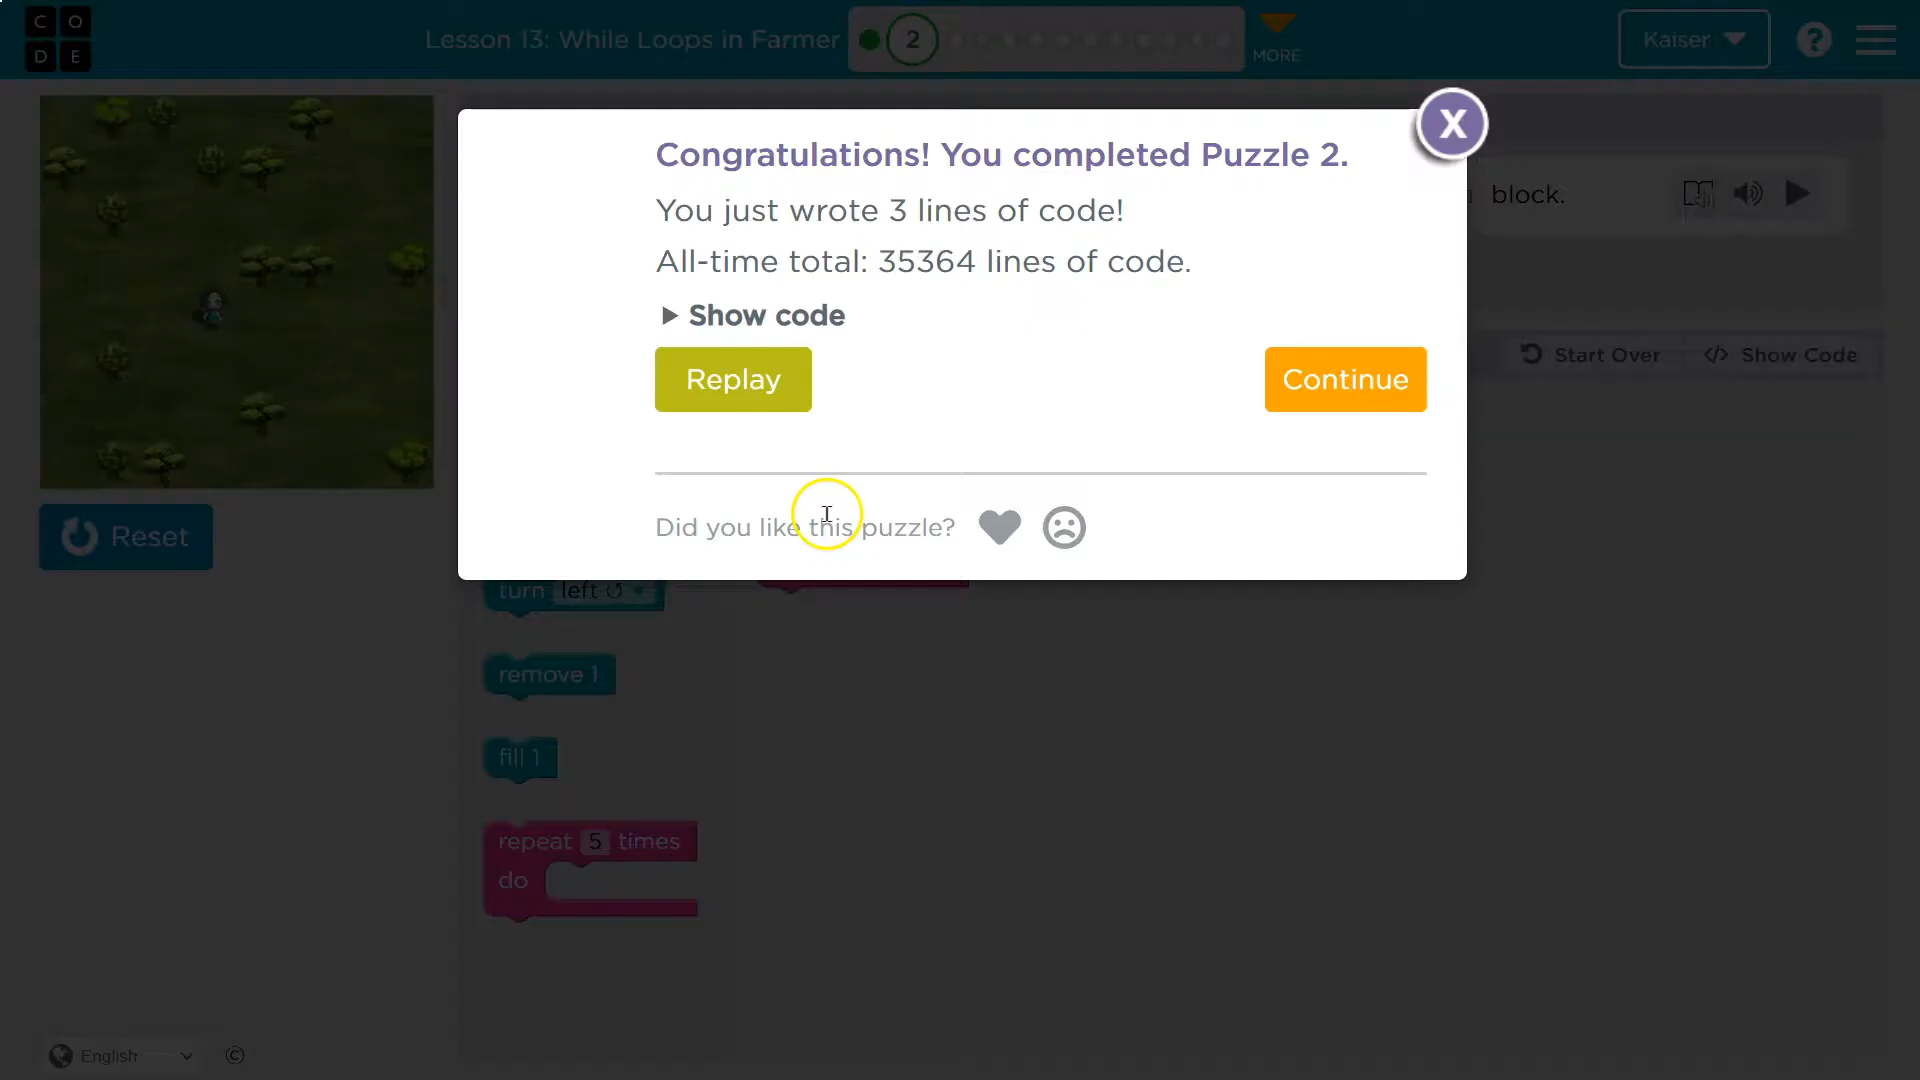 C O
D E
Lesson 13: While Loops in Farmer
2
MORE
Kaiser
?
X
Congratulations! You completed Puzzle 2.
You just wrote 3 lines of code!
All-time total: 35364 lines of code.
Show code
Replay
Continue
Did you like this puzzle?
block.
Start Over
Show Code
Reset
turn left
remove 1
fill 1
repeat 5 times
do
English
©